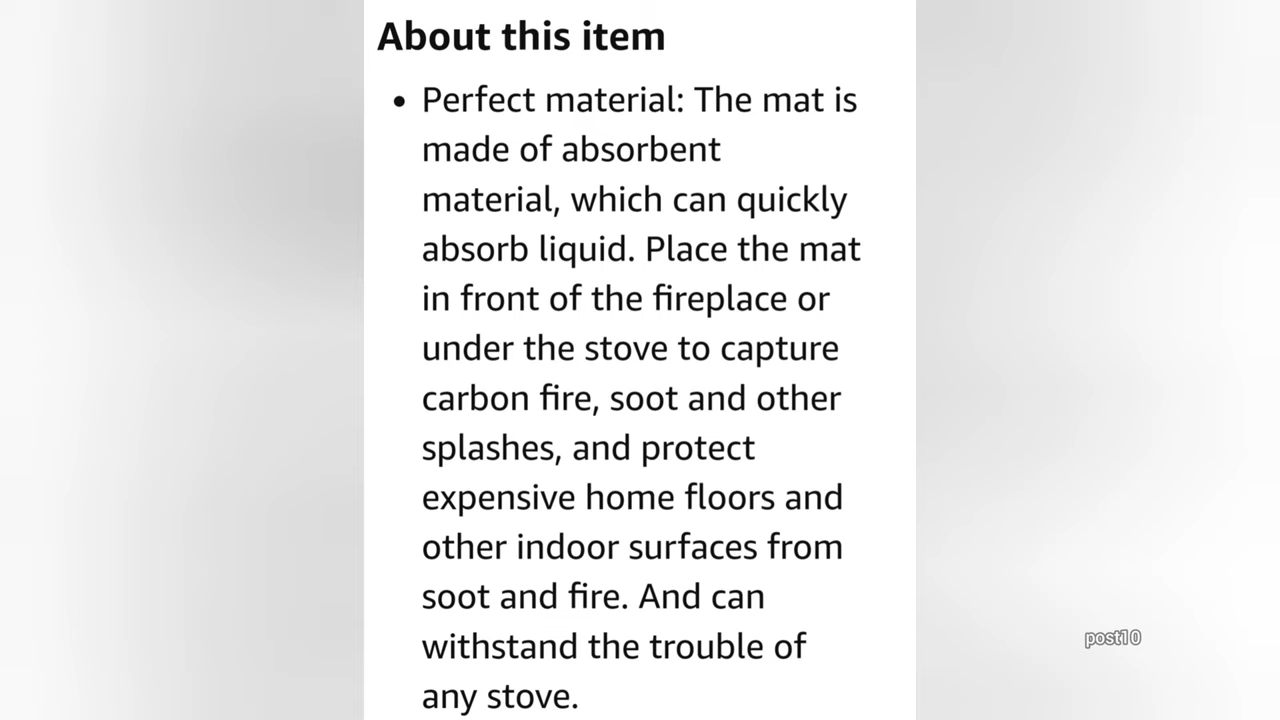 About this item
• Perfect material: The mat is
made of absorbent
material, which can quickly
absorb liquid. Place the mat
in front of the fireplace or
under the stove to capture
carbon fire, soot and other
splashes, and protect
expensive home floors and
other indoor surfaces from
soot and fire. And can
withstand the trouble of
any stove.
post10